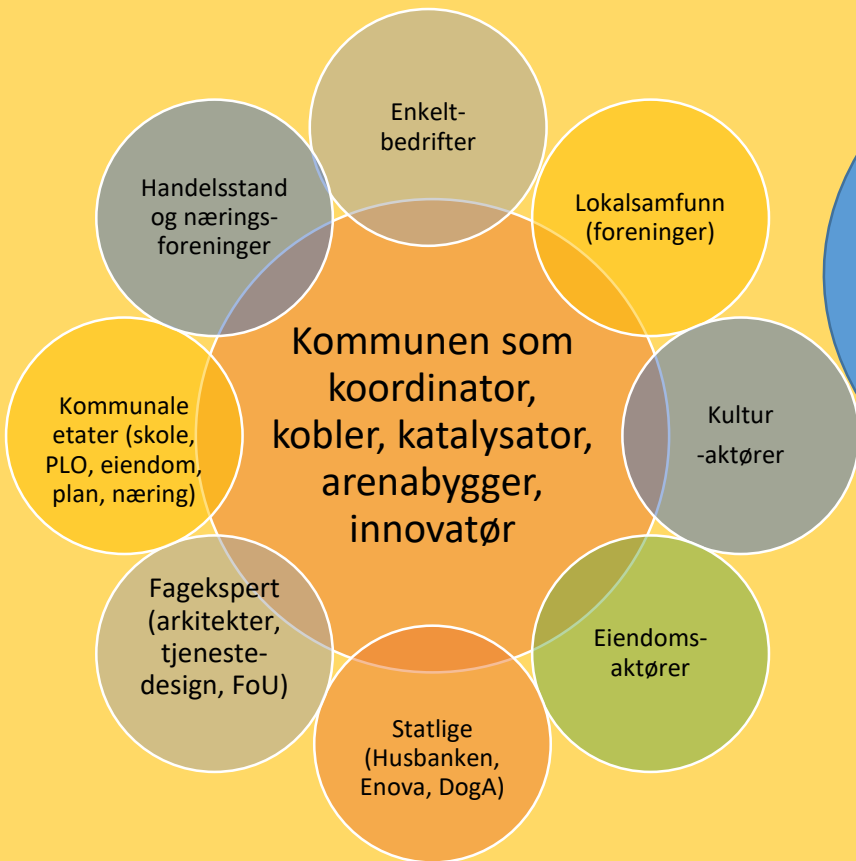 Enkelt-
bedrifter
Handelsstand
og nærings-
foreninger
Lokalsamfunn
(foreninger)
Kommunen som
koordinator,
kobler, katalysator,
arenabygger,
innovatør
Kommunale
etater (skole,
PLO, eiendom,
plan, næring)
Kultur
-aktører
Fagekspert
(arkitekter,
tjeneste-
design, FoU)
Eiendoms-
aktører
Statlige
(Husbanken,
Enova, DogA)